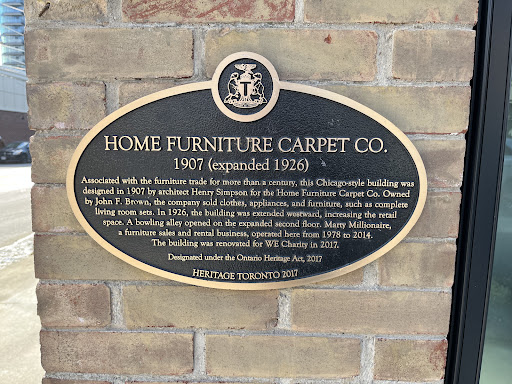 T
HOME FURNITURE CARPET CO.
1907 (expanded 1926)
Associated with the furniture trade for more than a century, this Chicago-style building was
designed in 1907 by architect Henry Simpson for the Home Furniture Carpet Co. Owned
by John F. Brown, the company sold clothes, appliances, and furniture, such as complete
living room sets. In 1926, the building was extended westward, increasing the retail
space. A bowling alley opened on the expanded second floor. Marty Millionaire,
a furniture sales and rental business, operated here from 1978 to 2014.
The building was renovated for WE Charity in 2017.
Designated under the Ontario Heritage Act, 2017
HERITAGE TORONTO 2017